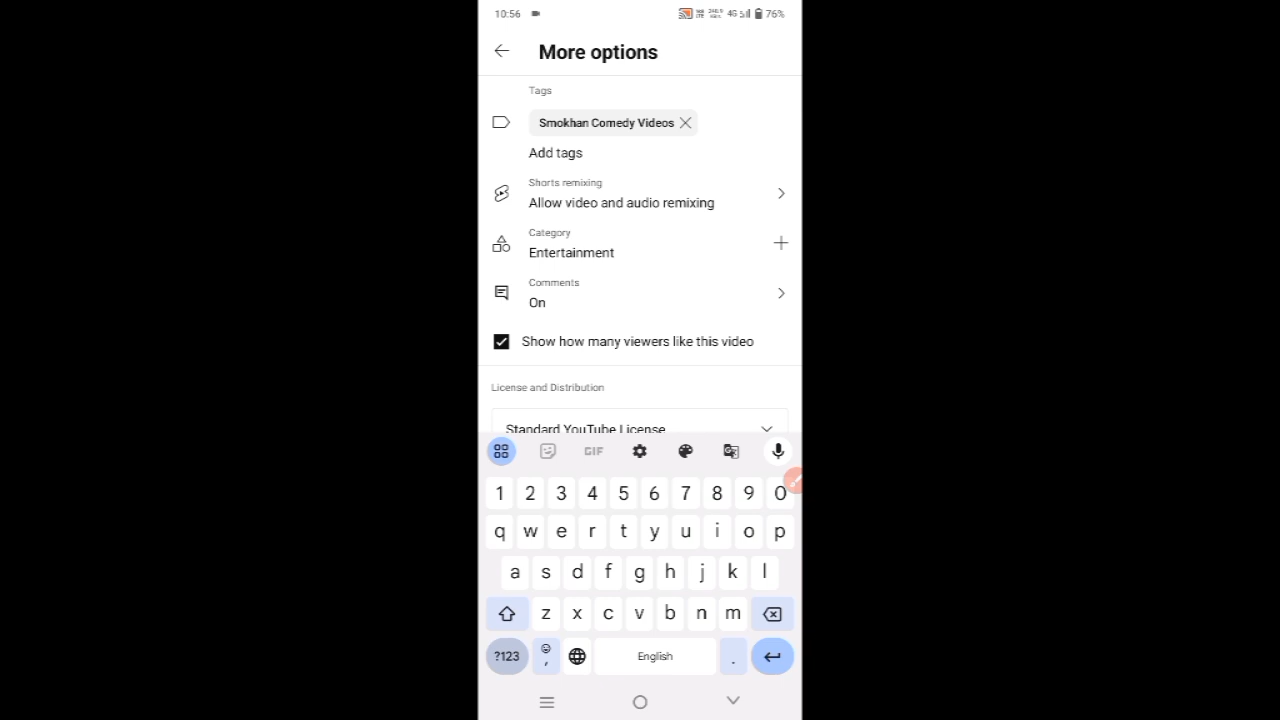 10:56
4G 76%
More options
Tags
Smokhan Comedy Videos
Add tags
Shorts remixing
Allow video and audio remixing
Category
Entertainment
Comments
On
Show how many viewers like this video
License and Distribution
Standard YouTube License
GIF
1 2 3 4 5 6 7 8 9 0
q w e r t y u i o p
a s d f g h j k l
z x c v b n m
?123 , English .